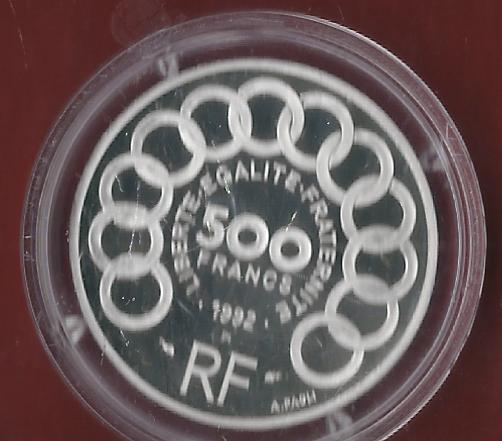 LIBERTE·EGALITE·FRATERNITE
500
FRANCS
· 1992 ·
RF